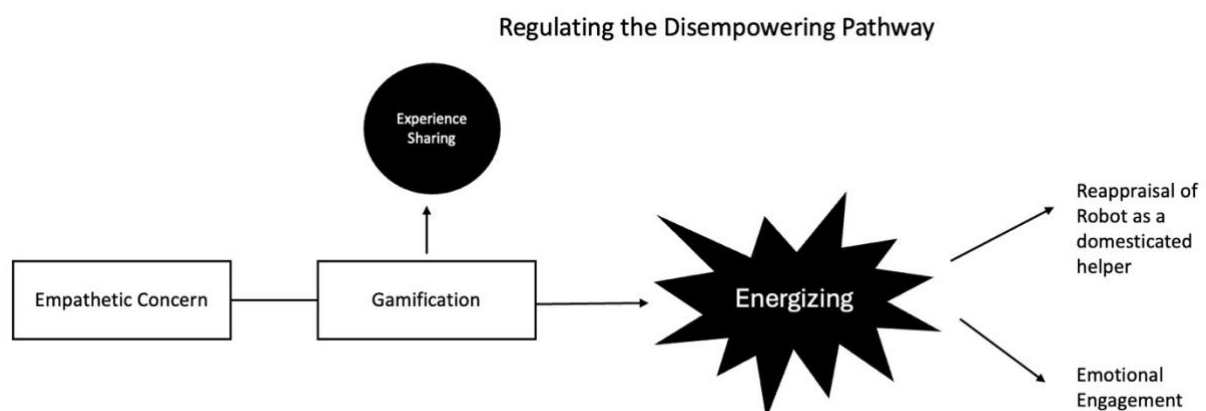 Regulating the Disempowering Pathway
Experience
Sharing
Empathetic Concern
Gamification
Energizing
Reappraisal of
Robot as a
domesticated
helper
Emotional
Engagement